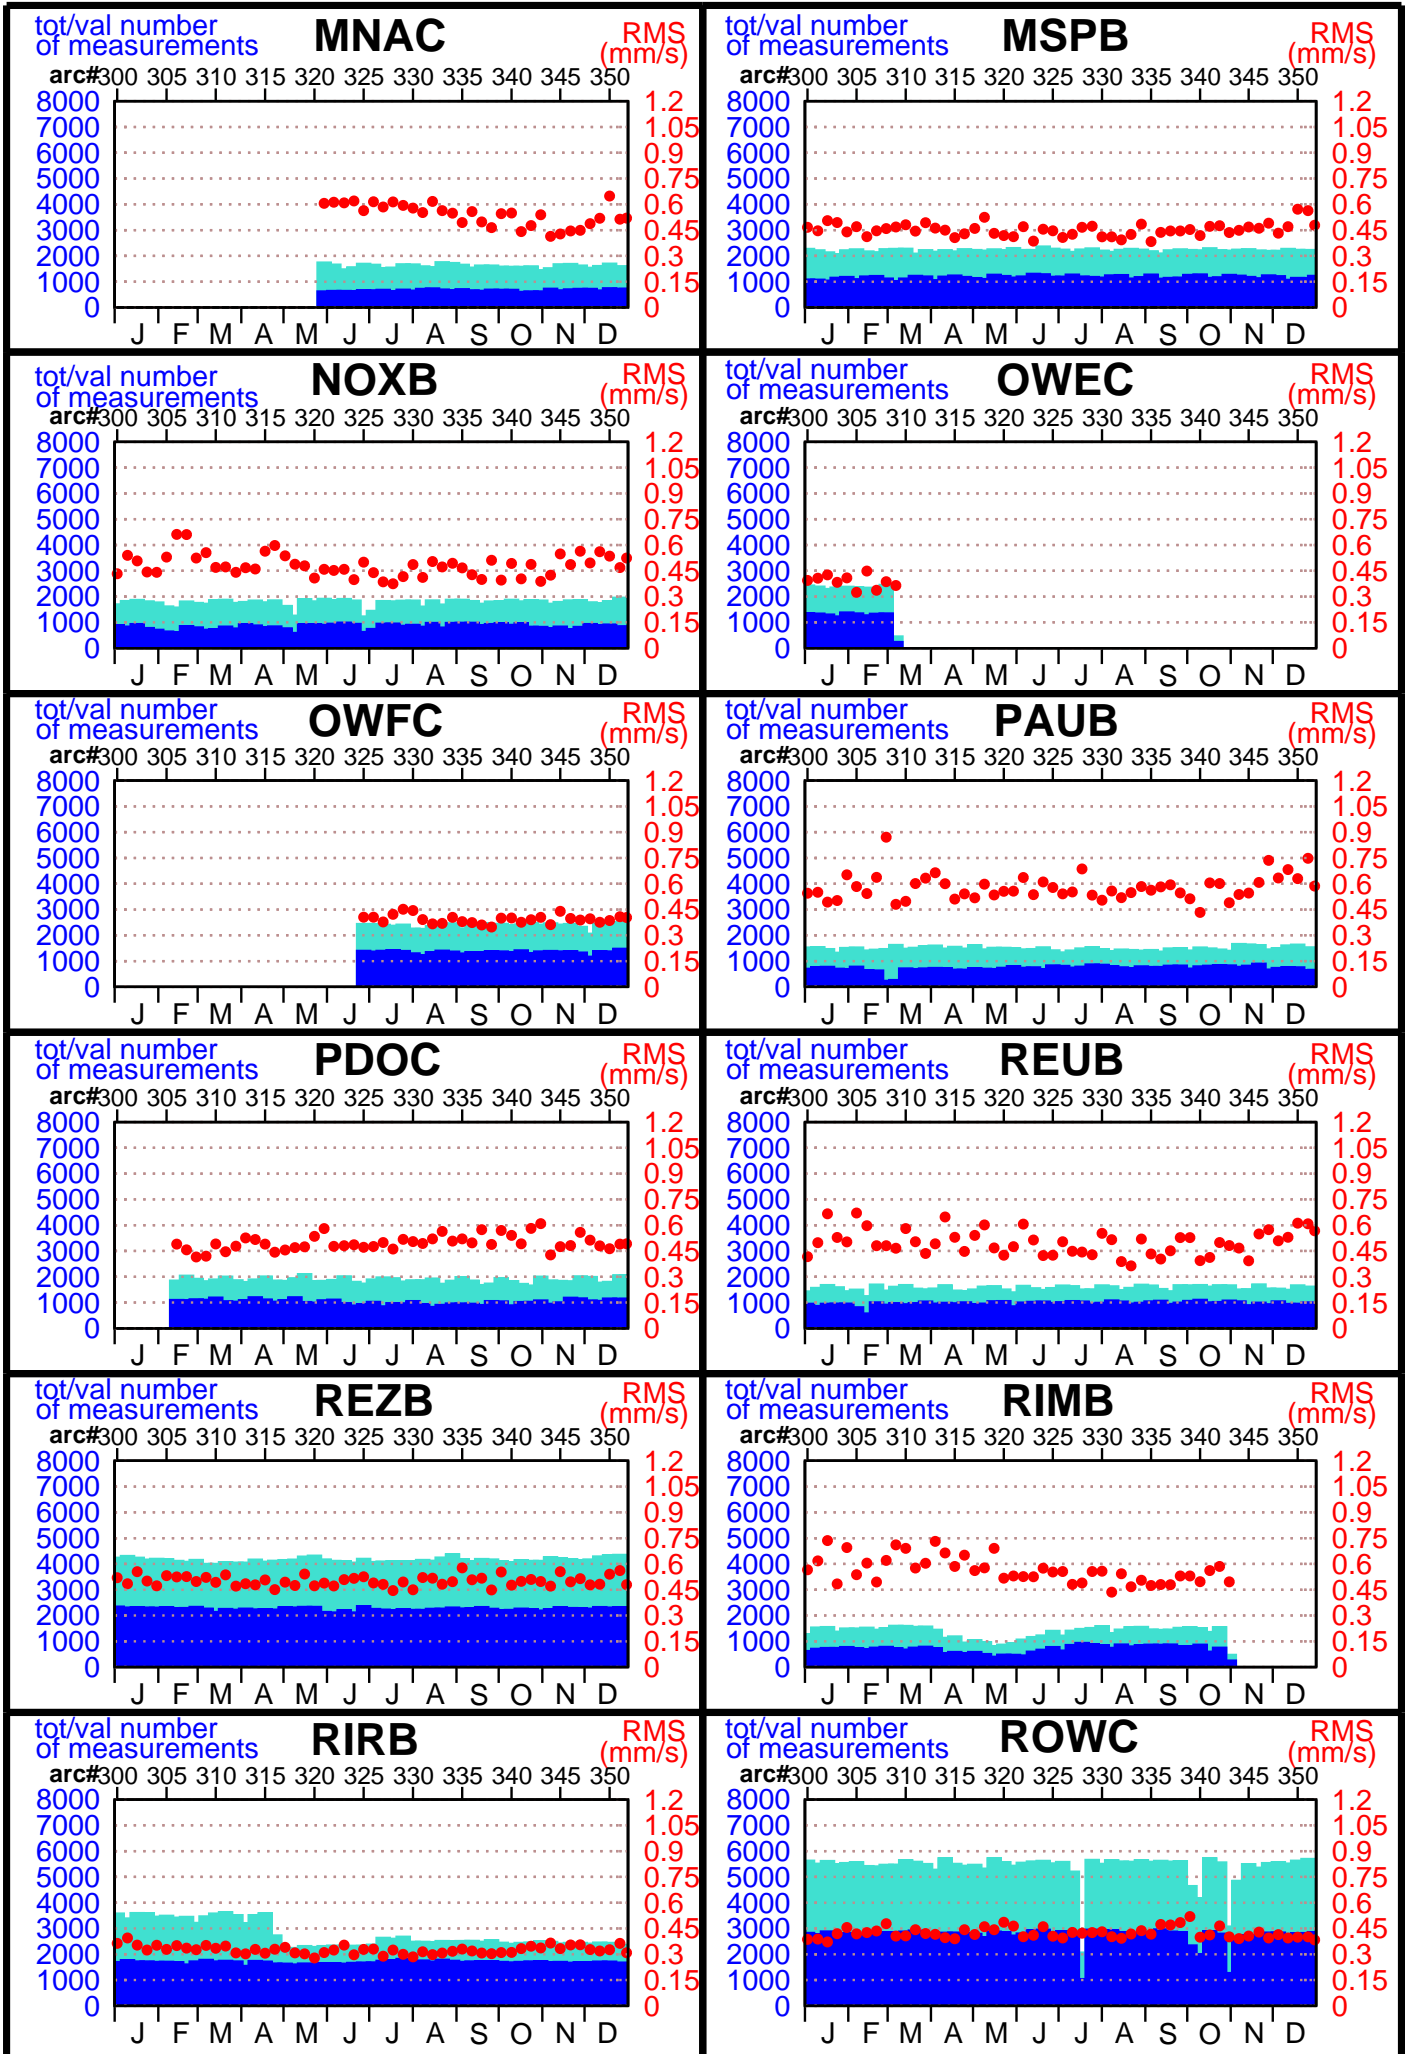 tot/val number
of measurements
MNAC
RMS
(mm/s)
arc# 300 305 310 315 320 325 330 335 340 345 350
8000 1.2
7000 1.05
6000 0.9
5000 0.75
4000 0.6
3000 0.45
2000 0.3
1000 0.15
0 0
J F M A M J J A S O N D
tot/val number
of measurements
MSPB
RMS
(mm/s)
arc# 300 305 310 315 320 325 330 335 340 345 350
8000 1.2
7000 1.05
6000 0.9
5000 0.75
4000 0.6
3000 0.45
2000 0.3
1000 0.15
0 0
J F M A M J J A S O N D
tot/val number
of measurements
NOXB
RMS
(mm/s)
arc# 300 305 310 315 320 325 330 335 340 345 350
8000 1.2
7000 1.05
6000 0.9
5000 0.75
4000 0.6
3000 0.45
2000 0.3
1000 0.15
0 0
J F M A M J J A S O N D
tot/val number
of measurements
OWEC
RMS
(mm/s)
arc# 300 305 310 315 320 325 330 335 340 345 350
8000 1.2
7000 1.05
6000 0.9
5000 0.75
4000 0.6
3000 0.45
2000 0.3
1000 0.15
0 0
J F M A M J J A S O N D
tot/val number
of measurements
OWFC
RMS
(mm/s)
arc# 300 305 310 315 320 325 330 335 340 345 350
8000 1.2
7000 1.05
6000 0.9
5000 0.75
4000 0.6
3000 0.45
2000 0.3
1000 0.15
0 0
J F M A M J J A S O N D
tot/val number
of measurements
PAUB
RMS
(mm/s)
arc# 300 305 310 315 320 325 330 335 340 345 350
8000 1.2
7000 1.05
6000 0.9
5000 0.75
4000 0.6
3000 0.45
2000 0.3
1000 0.15
0 0
J F M A M J J A S O N D
tot/val number
of measurements
PDOC
RMS
(mm/s)
arc# 300 305 310 315 320 325 330 335 340 345 350
8000 1.2
7000 1.05
6000 0.9
5000 0.75
4000 0.6
3000 0.45
2000 0.3
1000 0.15
0 0
J F M A M J J A S O N D
tot/val number
of measurements
REUB
RMS
(mm/s)
arc# 300 305 310 315 320 325 330 335 340 345 350
8000 1.2
7000 1.05
6000 0.9
5000 0.75
4000 0.6
3000 0.45
2000 0.3
1000 0.15
0 0
J F M A M J J A S O N D
tot/val number
of measurements
REZB
RMS
(mm/s)
arc# 300 305 310 315 320 325 330 335 340 345 350
8000 1.2
7000 1.05
6000 0.9
5000 0.75
4000 0.6
3000 0.45
2000 0.3
1000 0.15
0 0
J F M A M J J A S O N D
tot/val number
of measurements
RIMB
RMS
(mm/s)
arc# 300 305 310 315 320 325 330 335 340 345 350
8000 1.2
7000 1.05
6000 0.9
5000 0.75
4000 0.6
3000 0.45
2000 0.3
1000 0.15
0 0
J F M A M J J A S O N D
tot/val number
of measurements
RIRB
RMS
(mm/s)
arc# 300 305 310 315 320 325 330 335 340 345 350
8000 1.2
7000 1.05
6000 0.9
5000 0.75
4000 0.6
3000 0.45
2000 0.3
1000 0.15
0 0
J F M A M J J A S O N D
tot/val number
of measurements
ROWC
RMS
(mm/s)
arc# 300 305 310 315 320 325 330 335 340 345 350
8000 1.2
7000 1.05
6000 0.9
5000 0.75
4000 0.6
3000 0.45
2000 0.3
1000 0.15
0 0
J F M A M J J A S O N D